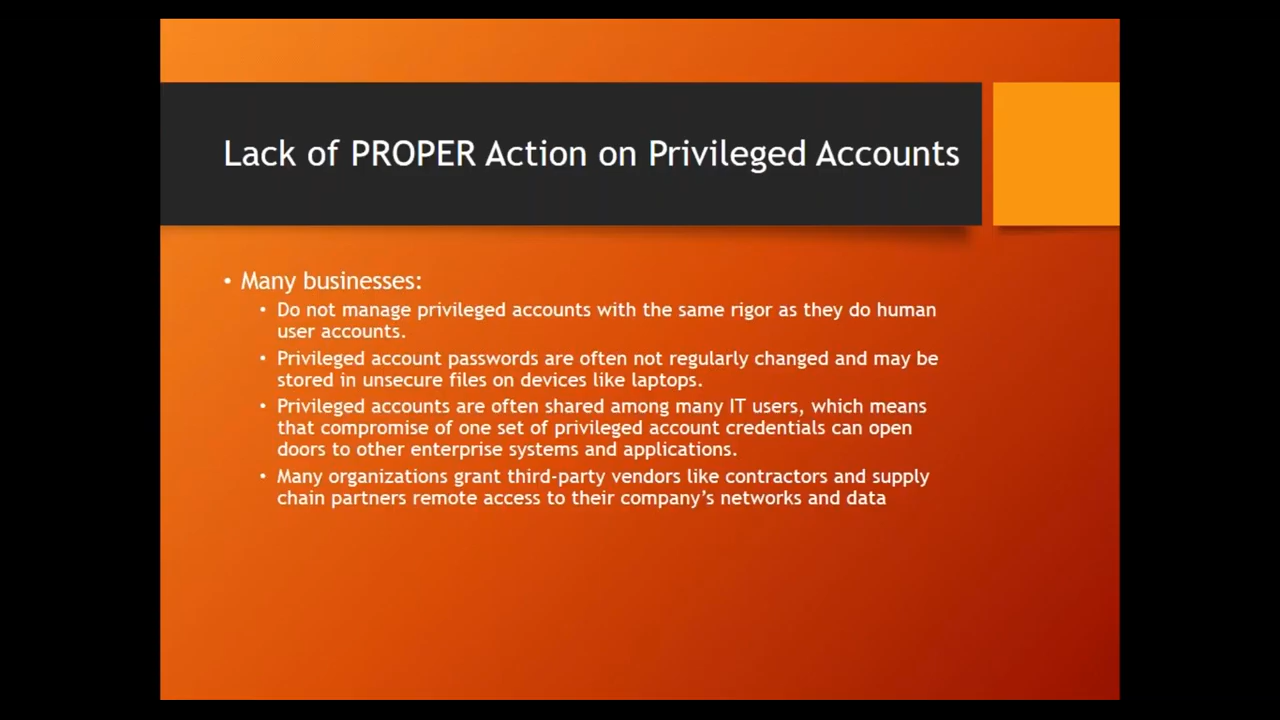 Lack of PROPER Action on Privileged Accounts
• Many businesses:
• Do not manage privileged accounts with the same rigor as they do human
user accounts.
• Privileged account passwords are often not regularly changed and may be
stored in unsecure files on devices like laptops.
• Privileged accounts are often shared among many IT users, which means
that compromise of one set of privileged account credentials can open
doors to other enterprise systems and applications.
• Many organizations grant third-party vendors like contractors and supply
chain partners remote access to their company’s networks and data